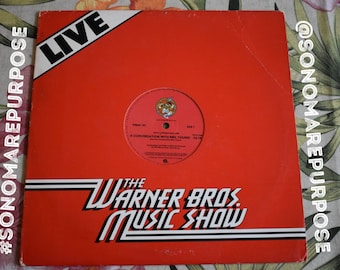 #SONOMAREPURPOSE
LIVE
A CONVERSATION WITH NEIL YOUNG
THE
WARNER BROS.
MUSIC SHOW
@SONOMAREPURPOSE